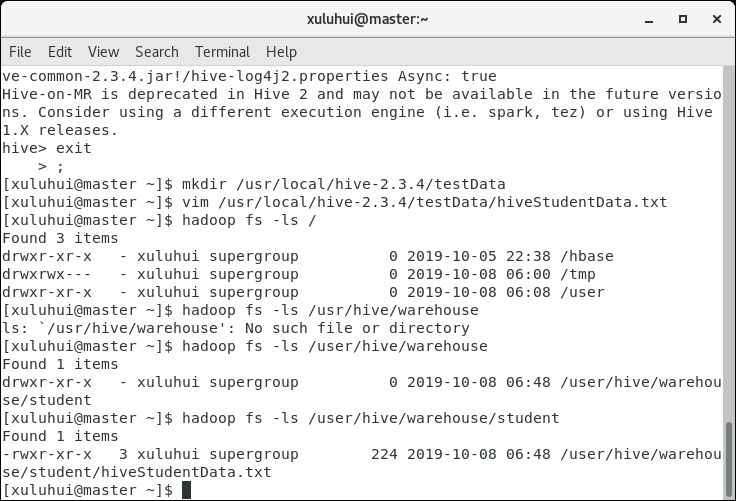 xuluhui@master:~
File Edit View Search Terminal Help
ve-common-2.3.4.jar!/hive-log4j2.properties Async: true
Hive-on-MR is deprecated in Hive 2 and may not be available in the future versio
ns. Consider using a different execution engine (i.e. spark, tez) or using Hive
1.X releases.
hive> exit
    > ;
[xuluhui@master ~]$ mkdir /usr/local/hive-2.3.4/testData
[xuluhui@master ~]$ vim /usr/local/hive-2.3.4/testData/hiveStudentData.txt
[xuluhui@master ~]$ hadoop fs -ls /
Found 3 items
drwxr-xr-x   - xuluhui supergroup          0 2019-10-05 22:38 /hbase
drwxrwx---   - xuluhui supergroup          0 2019-10-08 06:00 /tmp
drwxr-xr-x   - xuluhui supergroup          0 2019-10-08 06:08 /user
[xuluhui@master ~]$ hadoop fs -ls /usr/hive/warehouse
ls: `/usr/hive/warehouse': No such file or directory
[xuluhui@master ~]$ hadoop fs -ls /user/hive/warehouse
Found 1 items
drwxr-xr-x   - xuluhui supergroup          0 2019-10-08 06:48 /user/hive/warehou
se/student
[xuluhui@master ~]$ hadoop fs -ls /user/hive/warehouse/student
Found 1 items
-rwxr-xr-x   3 xuluhui supergroup        224 2019-10-08 06:48 /user/hive/warehou
se/student/hiveStudentData.txt
[xuluhui@master ~]$